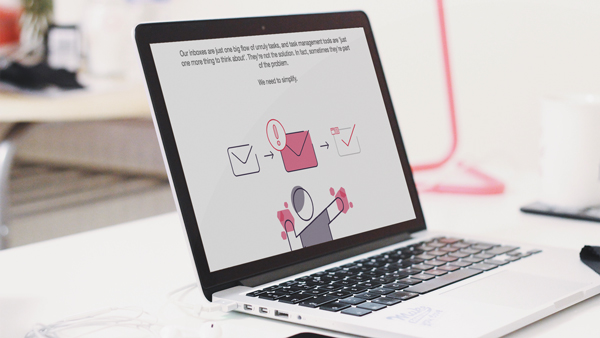 Our inboxes are just one big flow of unruly tasks, and task management tools are 'just
one more thing to think about'. They're not the solution. In fact, sometimes they're part
of the problem.
We need to simplify.